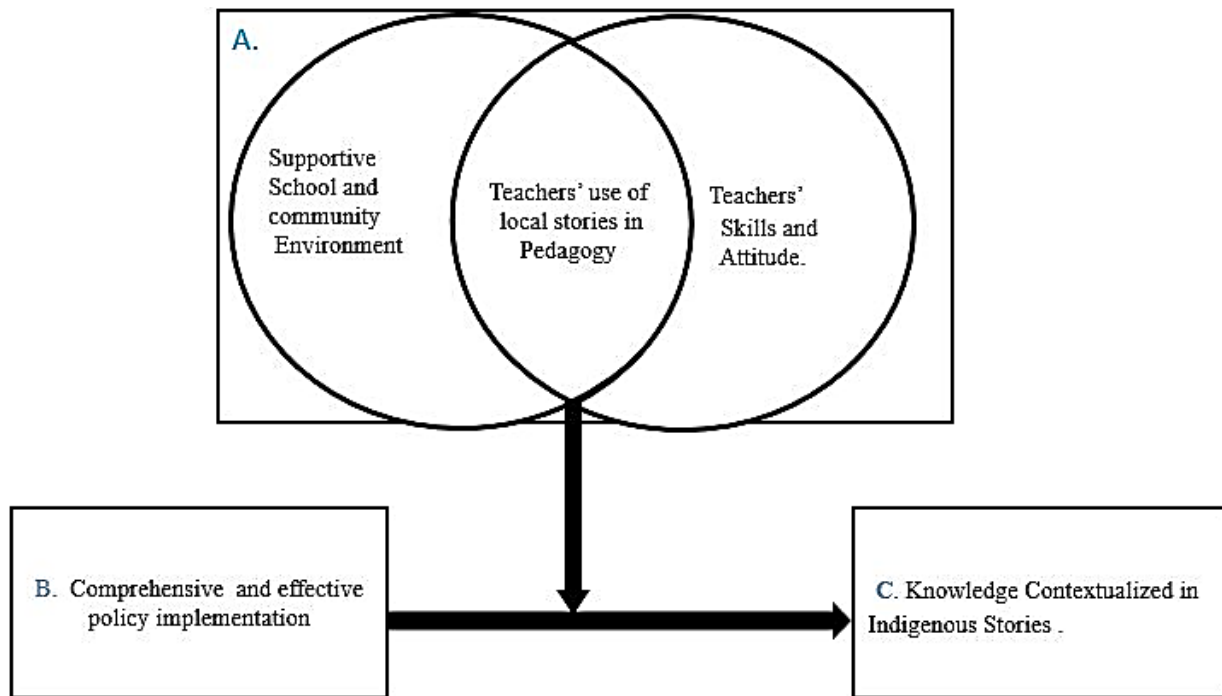 A.
Supportive
School and
community
Environment
Teachers’ use of
local stories in
Pedagogy
Teachers’
Skills and
Attitude.
B. Comprehensive and effective
policy implementation
C. Knowledge Contextualized in
Indigenous Stories .